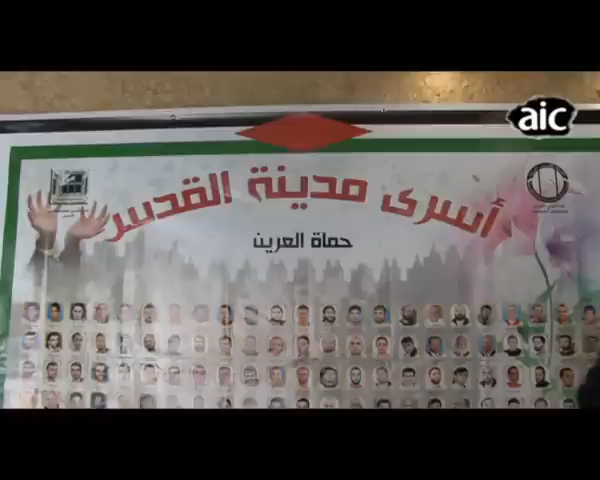 aic
أسرى مدينة القدس
حماة العرين